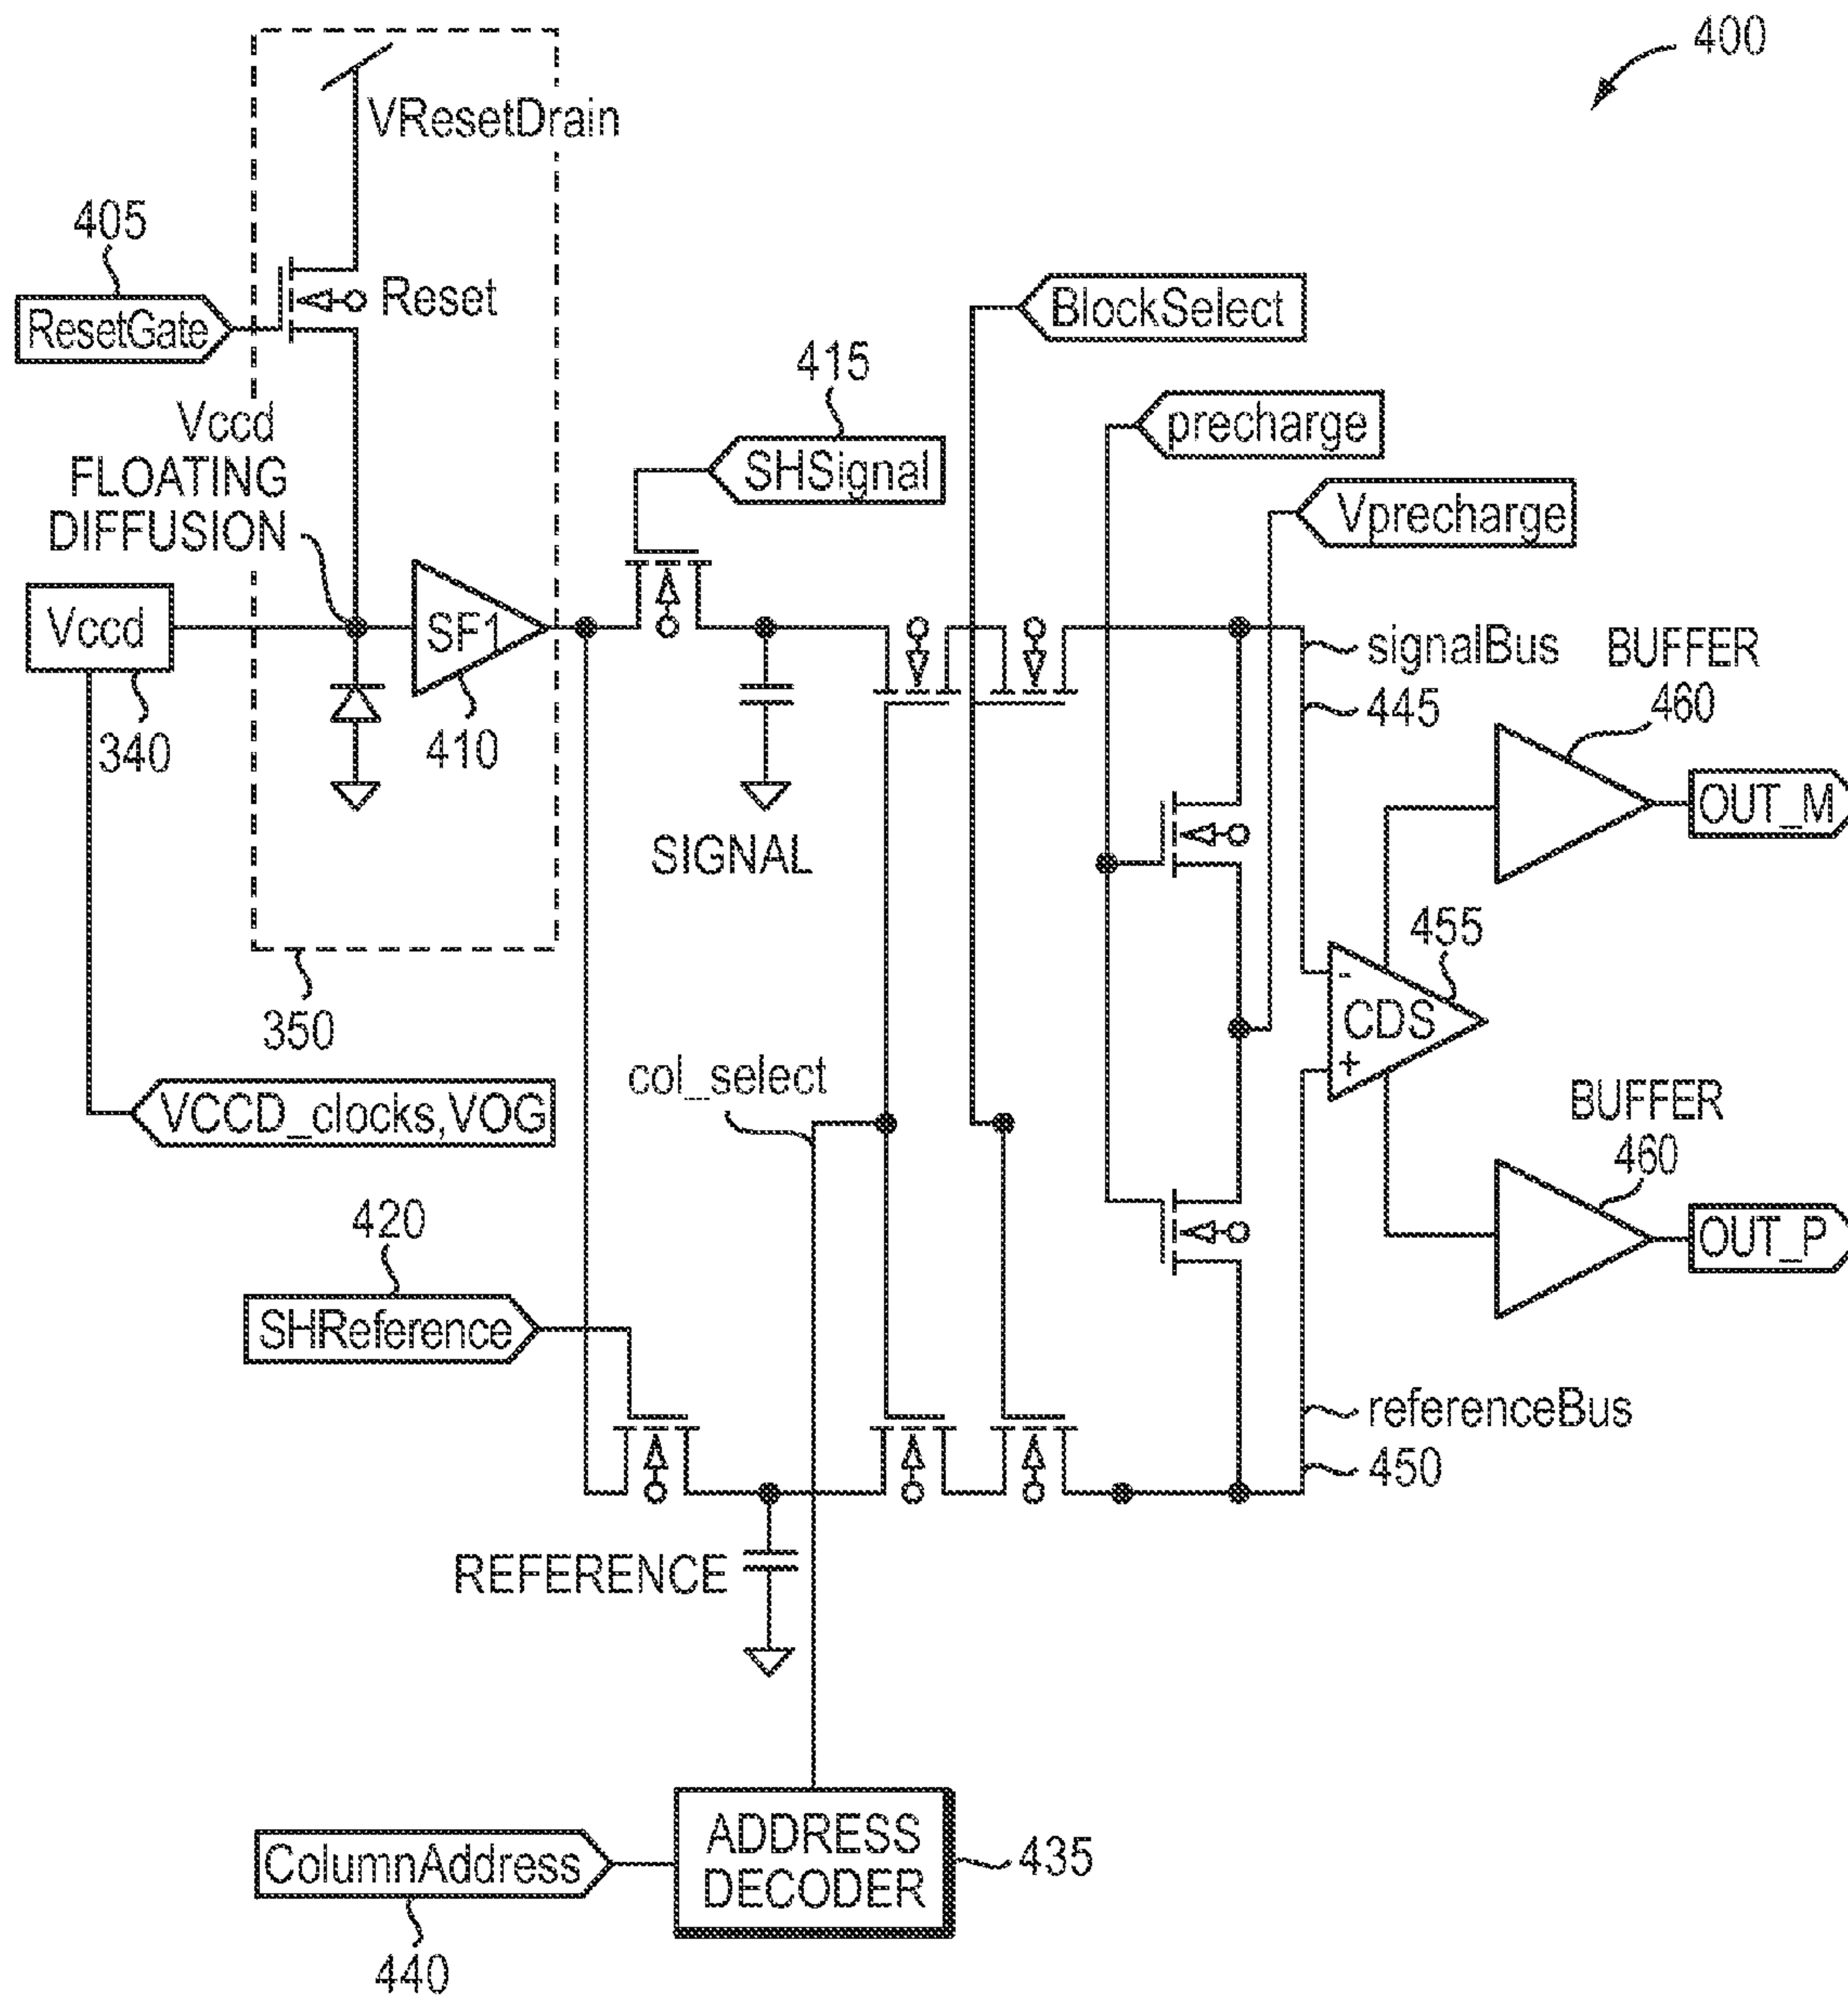 400
VResetDrain
405
ResetGate
Reset
BlockSelect
415
SHSignal
precharge
Vprecharge
Vccd
FLOATING
DIFFUSION
Vccd
SF1
340
410
SIGNAL
signalBus
445
BUFFER
460
OUT_M
455
-
CDS
+
350
col_select
VCCD_clocks,VOG
BUFFER
460
OUT_P
420
SHReference
referenceBus
450
REFERENCE
ADDRESS
DECODER
435
ColumnAddress
440